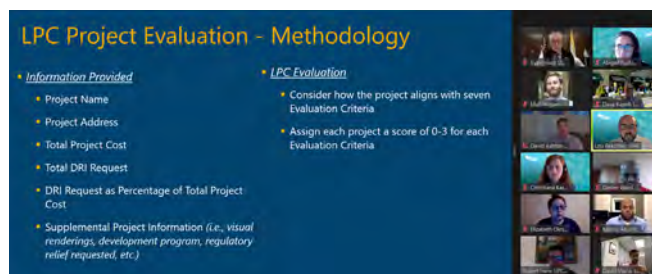 LPC Project Evaluation - Methodology
Information Provided
Project Name
Project Address
Total Project Cost
Total DRI Request
DRI Request as Percentage of Total Project
Cost
Supplemental Project Information (i.e., visual
renderings, development program, regulatory
relief requested, etc.)
LPC Evaluation
Consider how the project aligns with seven
Evaluation Criteria
Assign each project a score of 0-3 for each
Evaluation Criteria